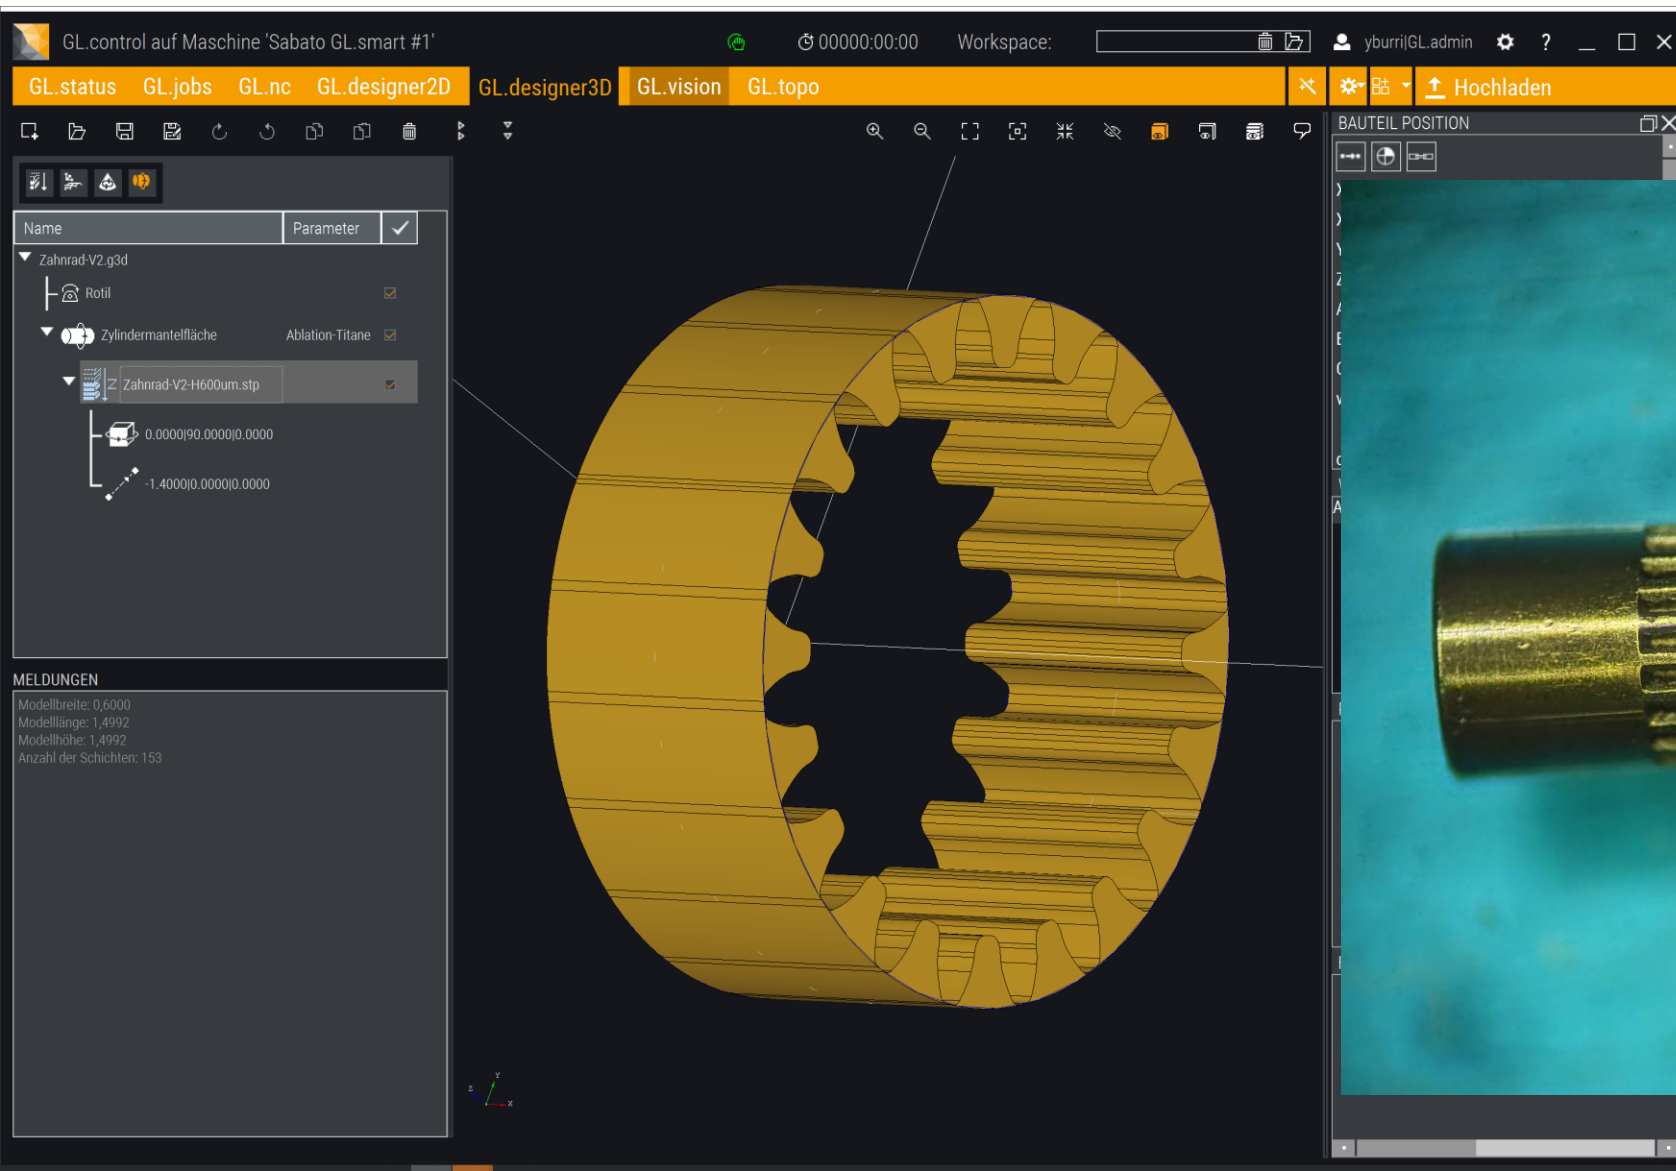 GL.control auf Maschine 'Sabato GL.smart #1'
00000:00:00
Workspace:
yburri|GL.admin
?
GL.status
GL.jobs
GL.nc
GL.designer2D
GL.designer3D
GL.vision
GL.topo
Hochladen
BAUTEIL POSITION
Name
Parameter
Zahnrad-V2.g3d
Rotil
Zylindermantelfläche
Ablation-Titane
Z
Zahnrad-V2-H600um.stp
0.0000|90.0000|0.0000
-1.4000|0.0000|0.0000
MELDUNGEN
Modellbreite: 0,6000
Modelllänge: 1,4992
Modellhöhe: 1,4992
Anzahl der Schichten: 153
Y
Z
X